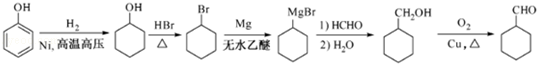 OH OH Br MgBr CH₂OH CHO
H₂ HBr Mg 1) HCHO O₂
Ni, 高温高压 △ 无水乙醚 2) H₂O Cu, △